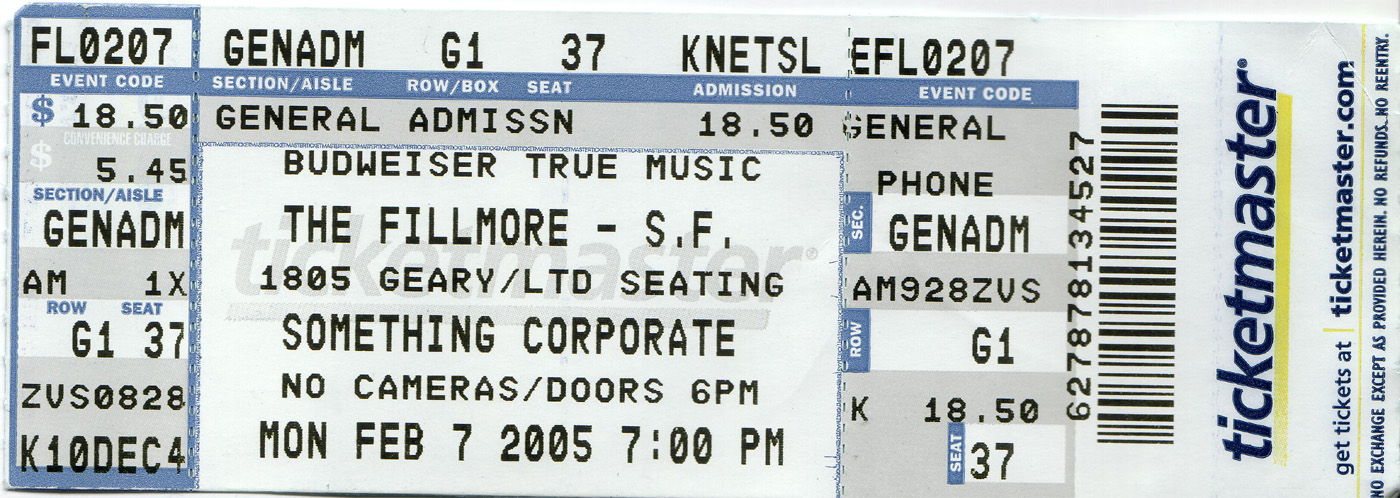 FL0207 GENADM G1 37 KNETSL EFL0207
EVENT CODE SECTION/AISLE ROW/BOX SEAT ADMISSION EVENT CODE
$ 18.50 GENERAL ADMISSN 18.50 GENERAL
CONVENIENCE CHARGE
$ 5.45
BUDWEISER TRUE MUSIC
PHONE
SECTION/AISLE
GENADM
THE FILLMORE - S.F.
SEC. GENADM
AM 1X
1805 GEARY/LTD SEATING
AM928ZVS
ROW SEAT
G1 37
SOMETHING CORPORATE
ROW G1
ZVS0828
NO CAMERAS/DOORS 6PM
K 18.50
K10DEC4
MON FEB 7 2005 7:00 PM
SEAT 37
ticketmaster®
627878134527
ticketmaster®
get tickets at | ticketmaster.com
NO EXCHANGE EXCEPT AS PROVIDED HEREIN. NO REFUNDS. NO REENTRY.